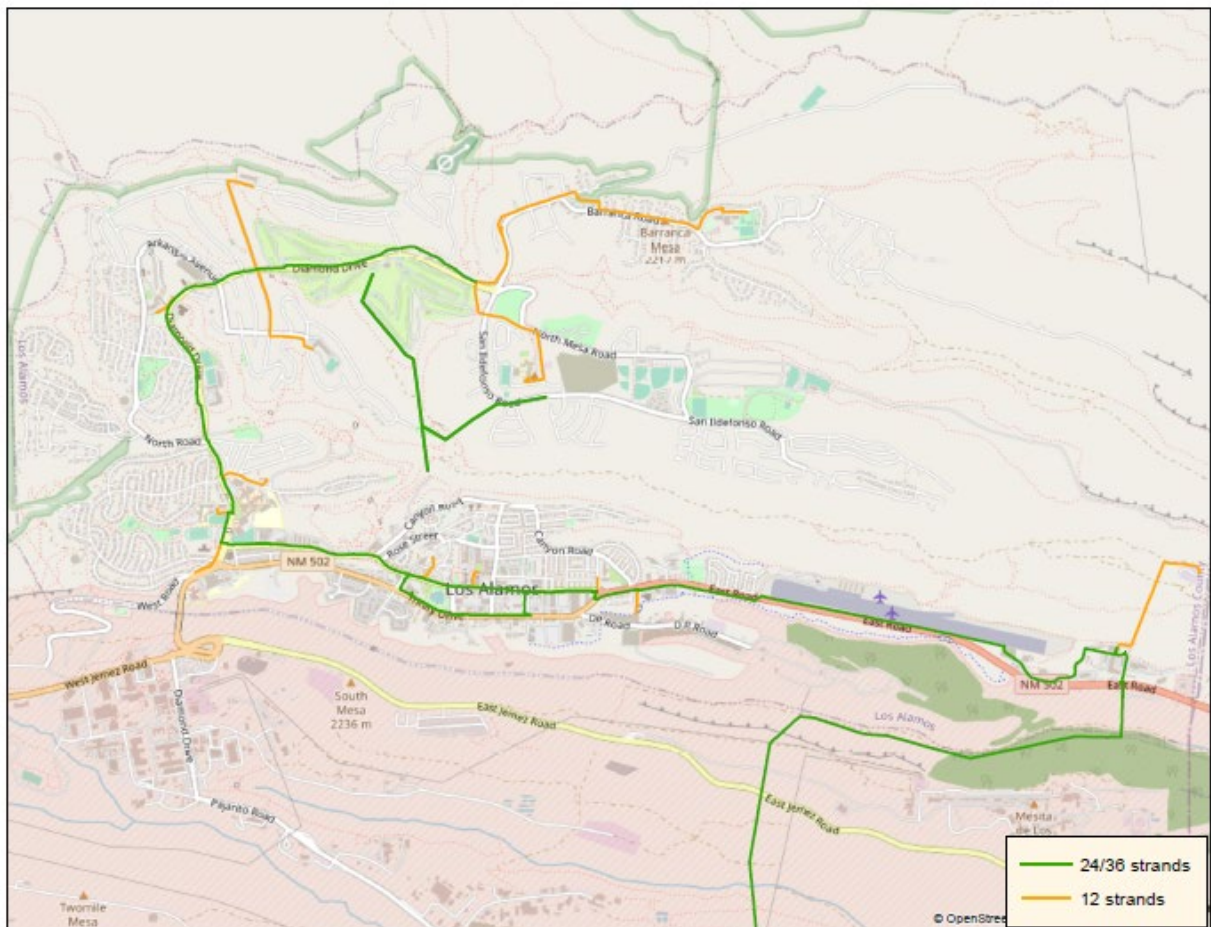 Barranca Road
Barranca
Mesa
2217 m
Arkansas Avenue
Diamond Drive
Los Alamos
Diamond Drive
San Ildefonso Road
North Mesa Road
San Ildefonso Road
North Road
Canyon Road
Rose Street
Canyon Road
NM 502
Los Alamos
Trinity Drive
West Road
East Road
DP Road
D.P. Road
East Road
Los Alamos County
West Jemez Road
NM 502
East Road
South
Mesa
2236 m
Diamond Drive
East Jemez Road
Los Alamos
East Jemez Road
Pajarito Road
Mesita
de Los
24/36 strands
12 strands
Twomile
Mesa
© OpenStree